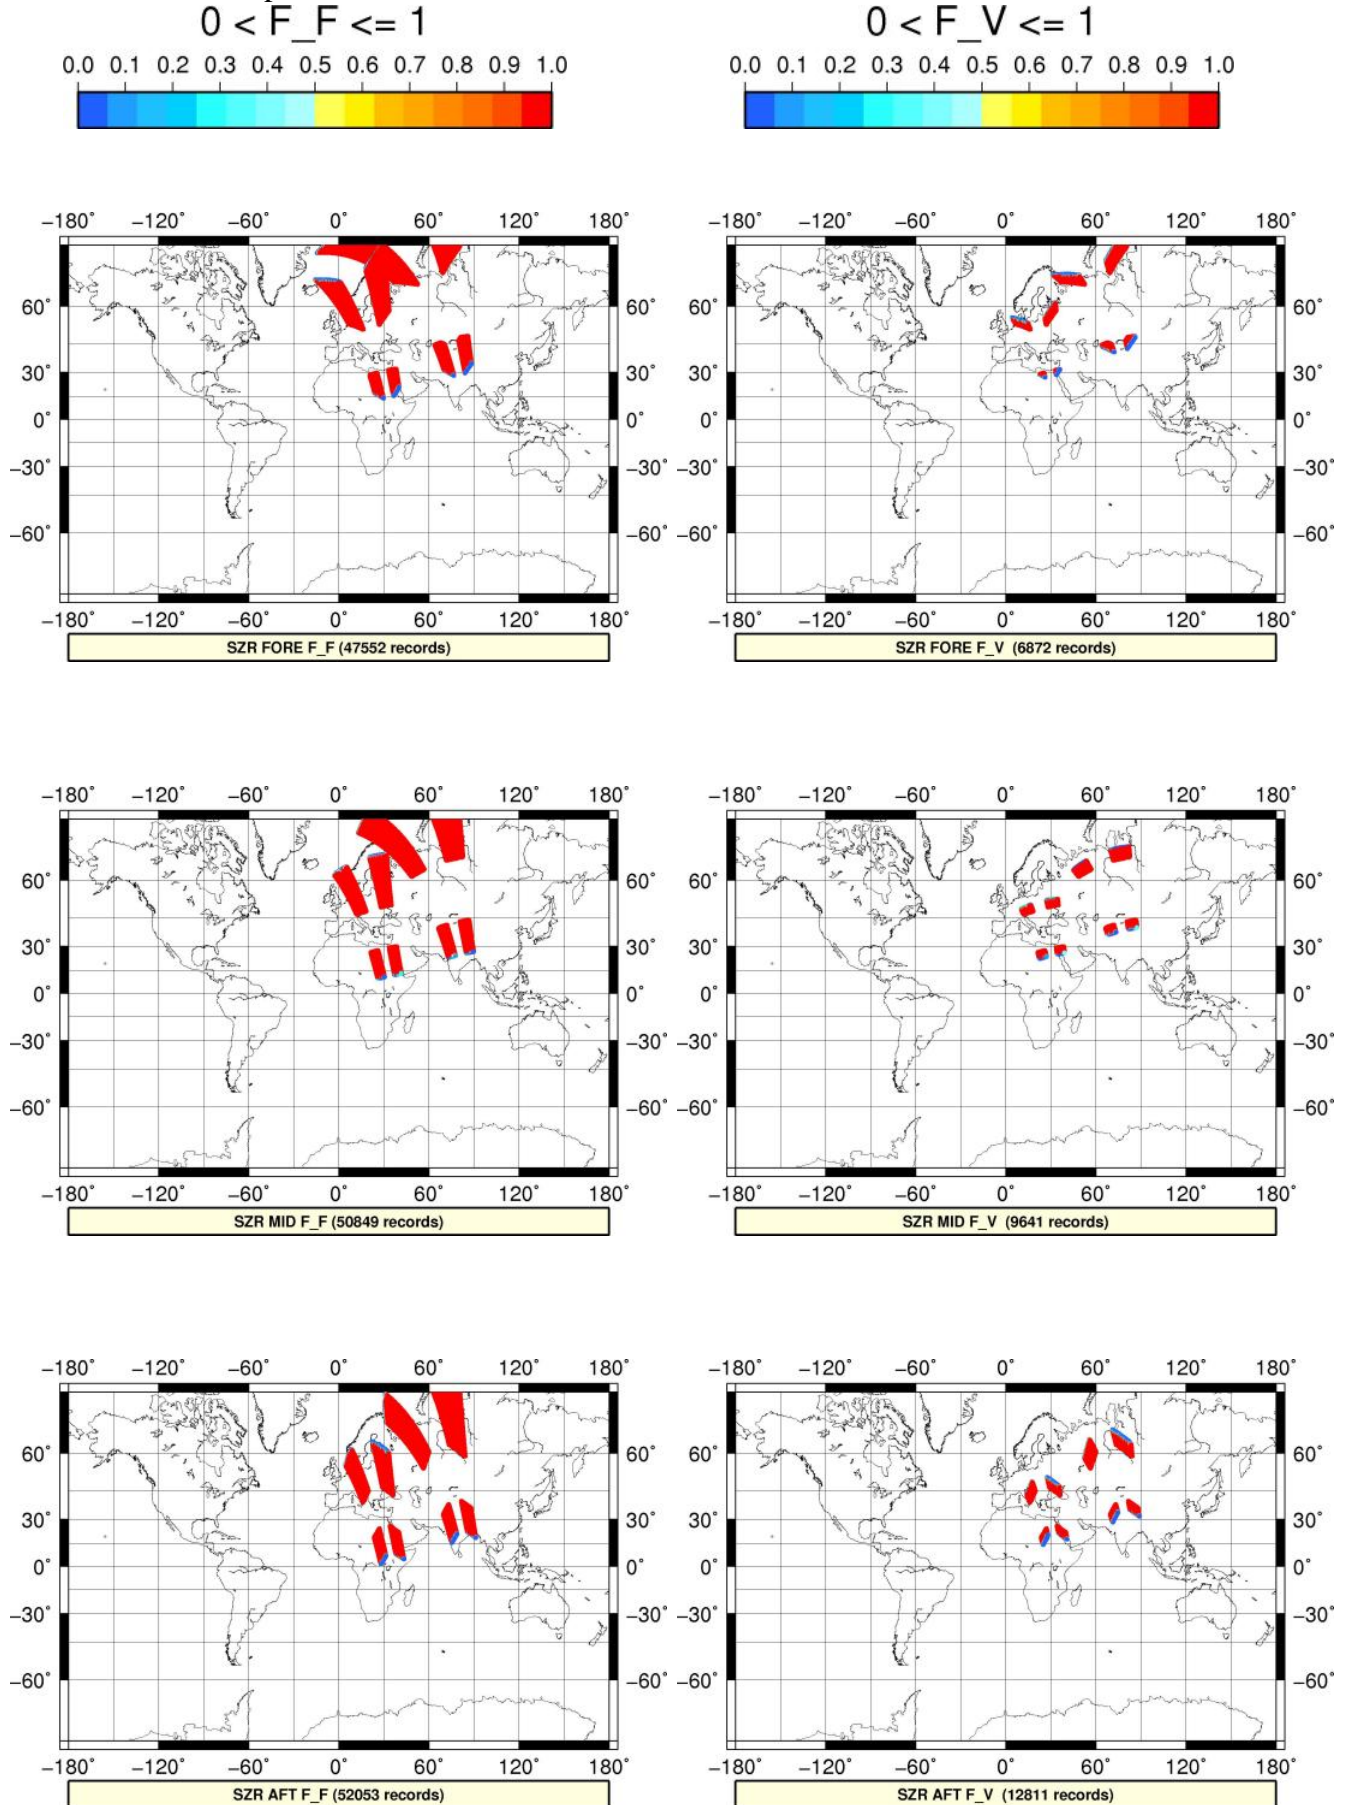 0 < F_F <= 1
0 < F_V <= 1
0.0 0.1 0.2 0.3 0.4 0.5 0.6 0.7 0.8 0.9 1.0
0.0 0.1 0.2 0.3 0.4 0.5 0.6 0.7 0.8 0.9 1.0
−180˚ −120˚ −60˚ 0˚ 60˚ 120˚ 180˚
−180˚ −120˚ −60˚ 0˚ 60˚ 120˚ 180˚
60˚ 60˚ 60˚ 60˚
30˚ 30˚ 30˚ 30˚
0˚ 0˚ 0˚ 0˚
−30˚ −30˚ −30˚ −30˚
−60˚ −60˚ −60˚ −60˚
−180˚ −120˚ −60˚ 0˚ 60˚ 120˚ 180˚
−180˚ −120˚ −60˚ 0˚ 60˚ 120˚ 180˚
SZR FORE F_F (47552 records)
SZR FORE F_V (6872 records)
−180˚ −120˚ −60˚ 0˚ 60˚ 120˚ 180˚
−180˚ −120˚ −60˚ 0˚ 60˚ 120˚ 180˚
60˚ 60˚ 60˚ 60˚
30˚ 30˚ 30˚ 30˚
0˚ 0˚ 0˚ 0˚
−30˚ −30˚ −30˚ −30˚
−60˚ −60˚ −60˚ −60˚
−180˚ −120˚ −60˚ 0˚ 60˚ 120˚ 180˚
−180˚ −120˚ −60˚ 0˚ 60˚ 120˚ 180˚
SZR MID F_F (50849 records)
SZR MID F_V (9641 records)
−180˚ −120˚ −60˚ 0˚ 60˚ 120˚ 180˚
−180˚ −120˚ −60˚ 0˚ 60˚ 120˚ 180˚
60˚ 60˚ 60˚ 60˚
30˚ 30˚ 30˚ 30˚
0˚ 0˚ 0˚ 0˚
−30˚ −30˚ −30˚ −30˚
−60˚ −60˚ −60˚ −60˚
−180˚ −120˚ −60˚ 0˚ 60˚ 120˚ 180˚
−180˚ −120˚ −60˚ 0˚ 60˚ 120˚ 180˚
SZR AFT F_F (52053 records)
SZR AFT F_V (12811 records)